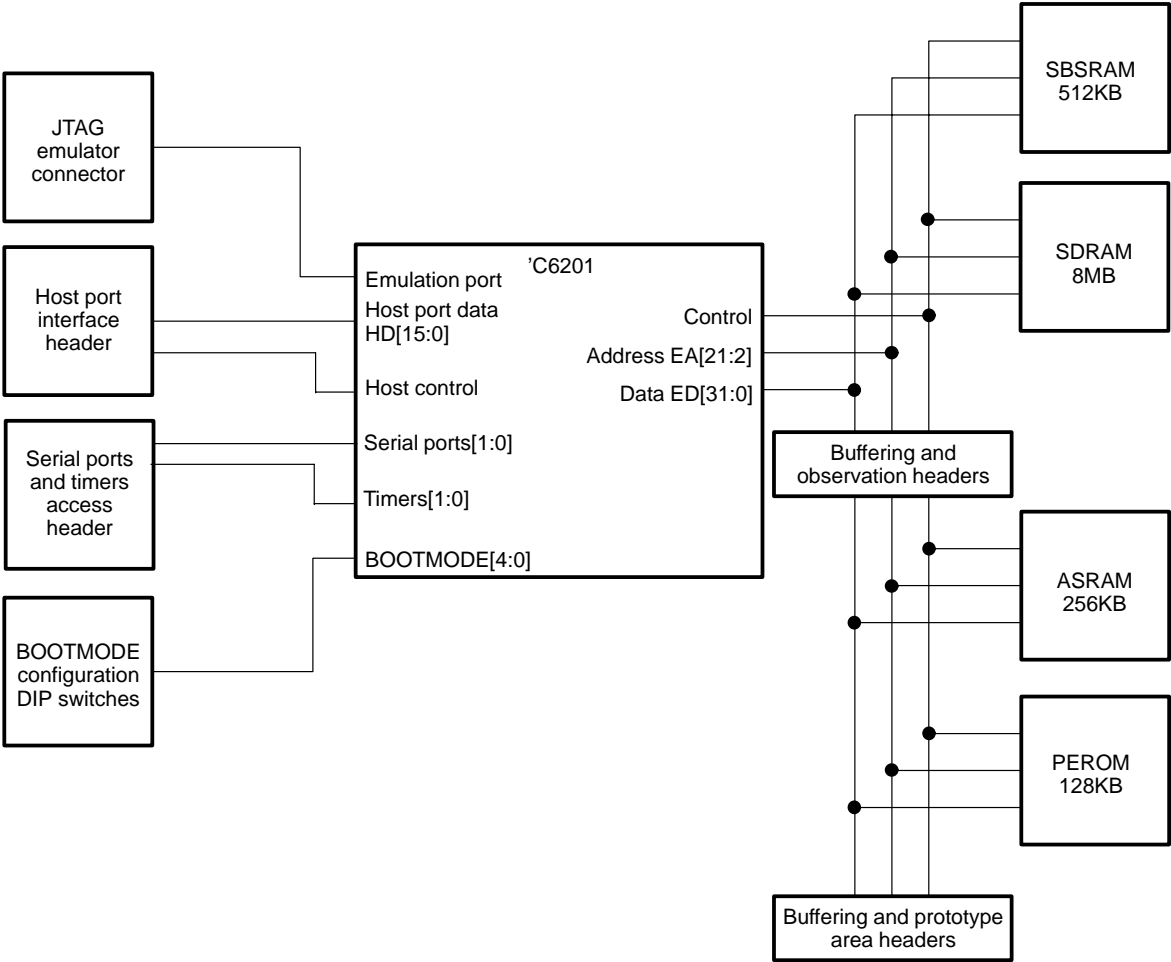 JTAG
emulator
connector
Host port
interface
header
Serial ports
and timers
access
header
BOOTMODE
configuration
DIP switches
’C6201
Emulation port
Host port data
HD[15:0]
Host control
Serial ports[1:0]
Timers[1:0]
BOOTMODE[4:0]
Control
Address EA[21:2]
Data ED[31:0]
SBSRAM
512KB
SDRAM
8MB
Buffering and
observation headers
ASRAM
256KB
PEROM
128KB
Buffering and prototype
area headers